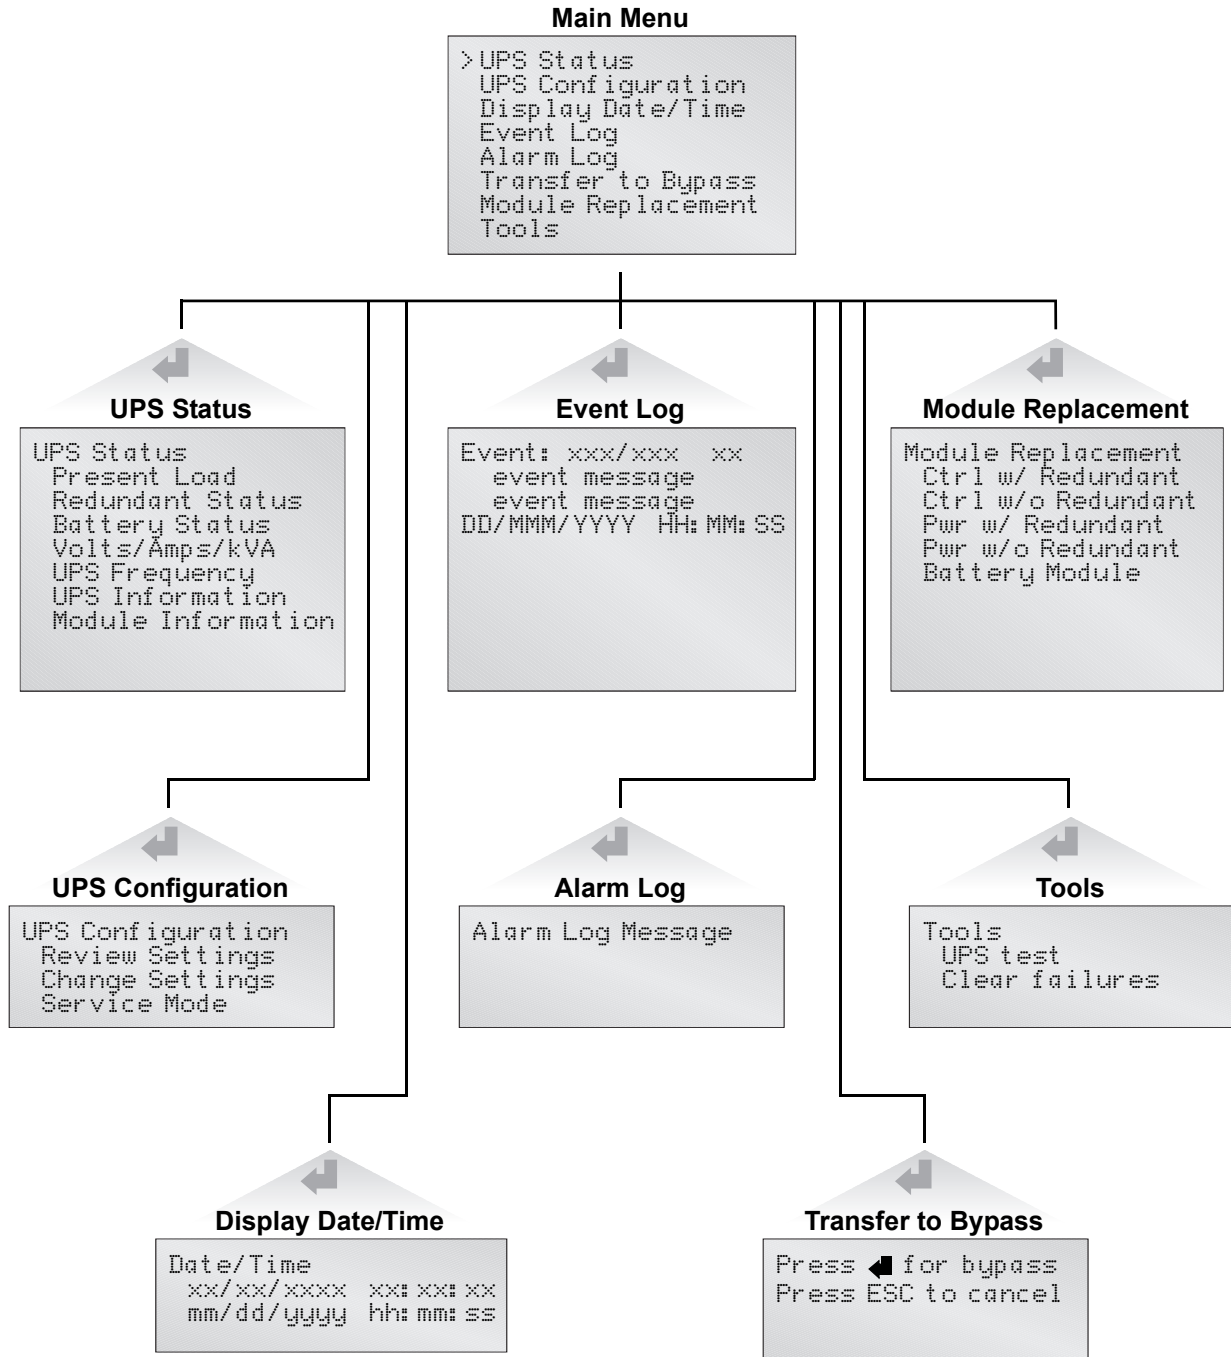 Main Menu
>UPS Status
UPS Configuration
Display Date/Time
Event Log
Alarm Log
Transfer to Bypass
Module Replacement
Tools
UPS Status
UPS Status
Present Load
Redundant Status
Battery Status
Volts/Amps/kVA
UPS Frequency
UPS Information
Module Information
Event Log
Event: xxx/xxx xx
event message
event message
DD/MMM/YYYY HH:MM:SS
Module Replacement
Module Replacement
Ctrl w/ Redundant
Ctrl w/o Redundant
Pwr w/ Redundant
Pwr w/o Redundant
Battery Module
UPS Configuration
UPS Configuration
Review Settings
Change Settings
Service Mode
Alarm Log
Alarm Log Message
Tools
Tools
UPS test
Clear failures
Display Date/Time
Date/Time
xx/xx/xxxx xx:xx:xx
mm/dd/yyyy hh:mm:ss
Transfer to Bypass
Press for bypass
Press ESC to cancel